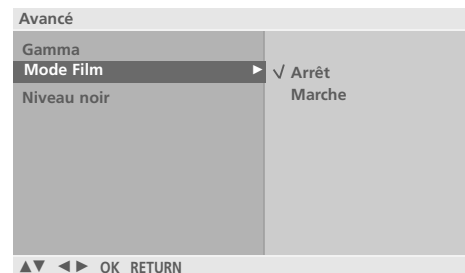 Avancé
Gamma
Mode Film ► √ Arrêt
Marche
Niveau noir
▲▼ ◄► OK RETURN